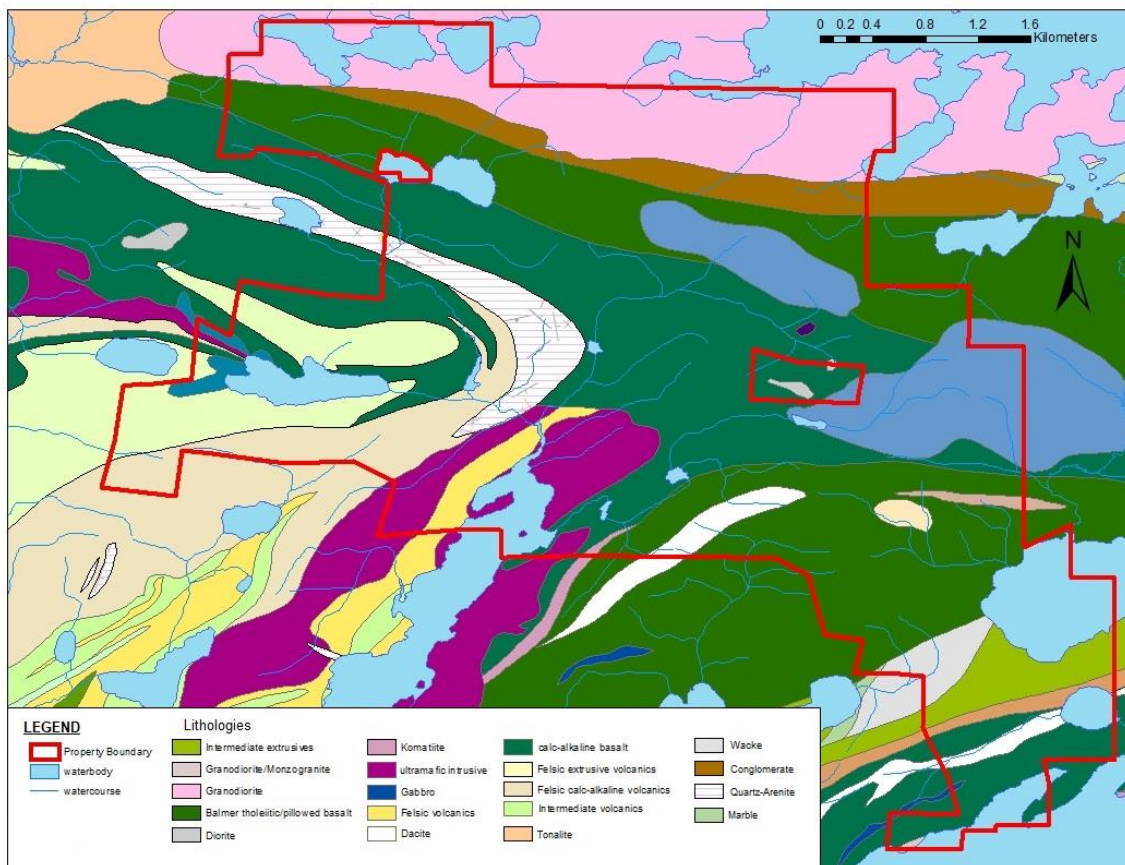 0 0.2 0.4 0.8 1.2 1.6
Kilometers
N
LEGEND
Property Boundary
waterbody
watercourse
Lithologies
Intermediate extrusives
Granodiorite/Monzogranite
Granodiorite
Balmer tholeiitic/pillowed basalt
Diorite
Komatiite
ultramafic intrusive
Gabbro
Felsic volcanics
Dacite
calc-alkaline basalt
Felsic extrusive volcanics
Felsic calc-alkaline volcanics
Intermediate volcanics
Tonalite
Wacke
Conglomerate
Quartz-Arenite
Marble